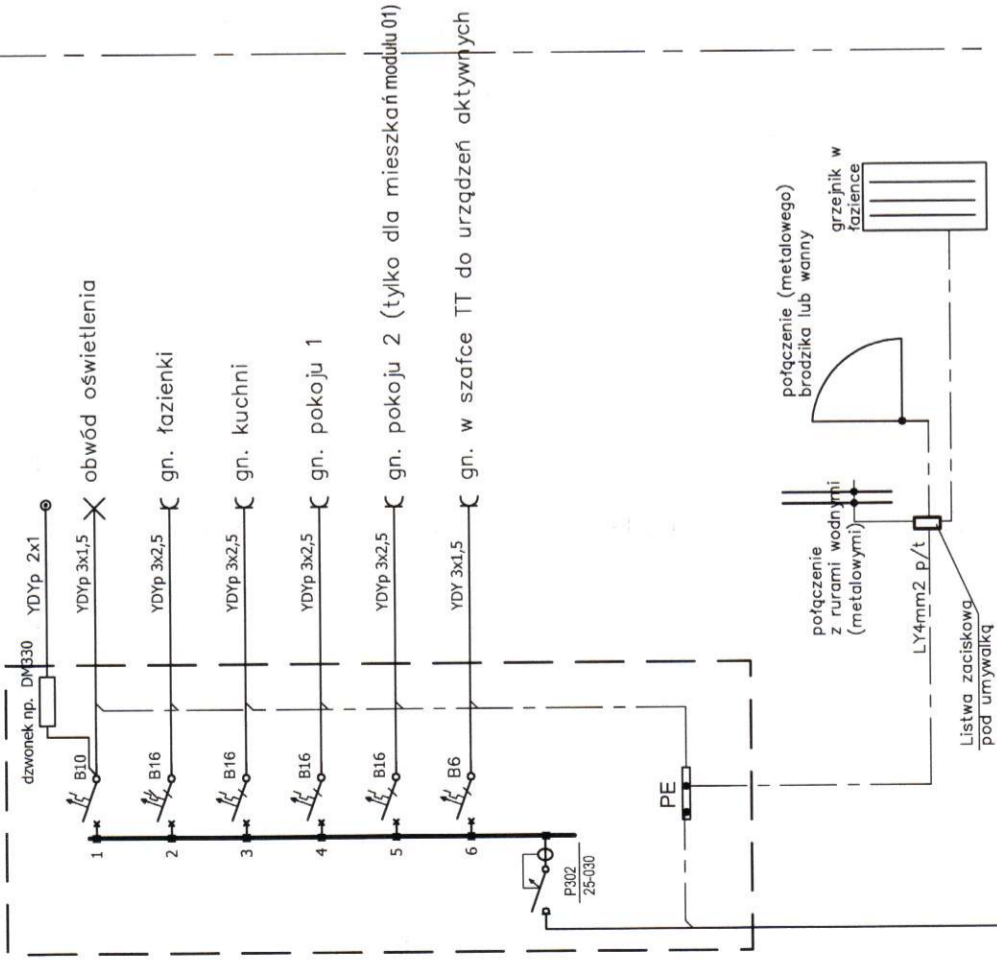 dzwonek np. DM330
YDYp 2x1
1
B10
YDYp 3x1,5
obwód oświetlenia
2
B16
YDYp 3x2,5
gn. łazienki
3
B16
YDYp 3x2,5
gn. kuchni
4
B16
YDYp 3x2,5
gn. pokoju 1
5
B16
YDYp 3x2,5
gn. pokoju 2 (tylko dla mieszkań modułu 01)
6
B6
YDY 3x1,5
gn. w szafce TT do urządzeń aktywnych
P302
25-030
PE
połączenie
z rurami wodnymi
(metalowymi)
połączenie (metalowego)
brodzika lub wanny
grzejnik w
łazience
LY4mm2 p/t
Listwa zaciskowa
pod umywalką